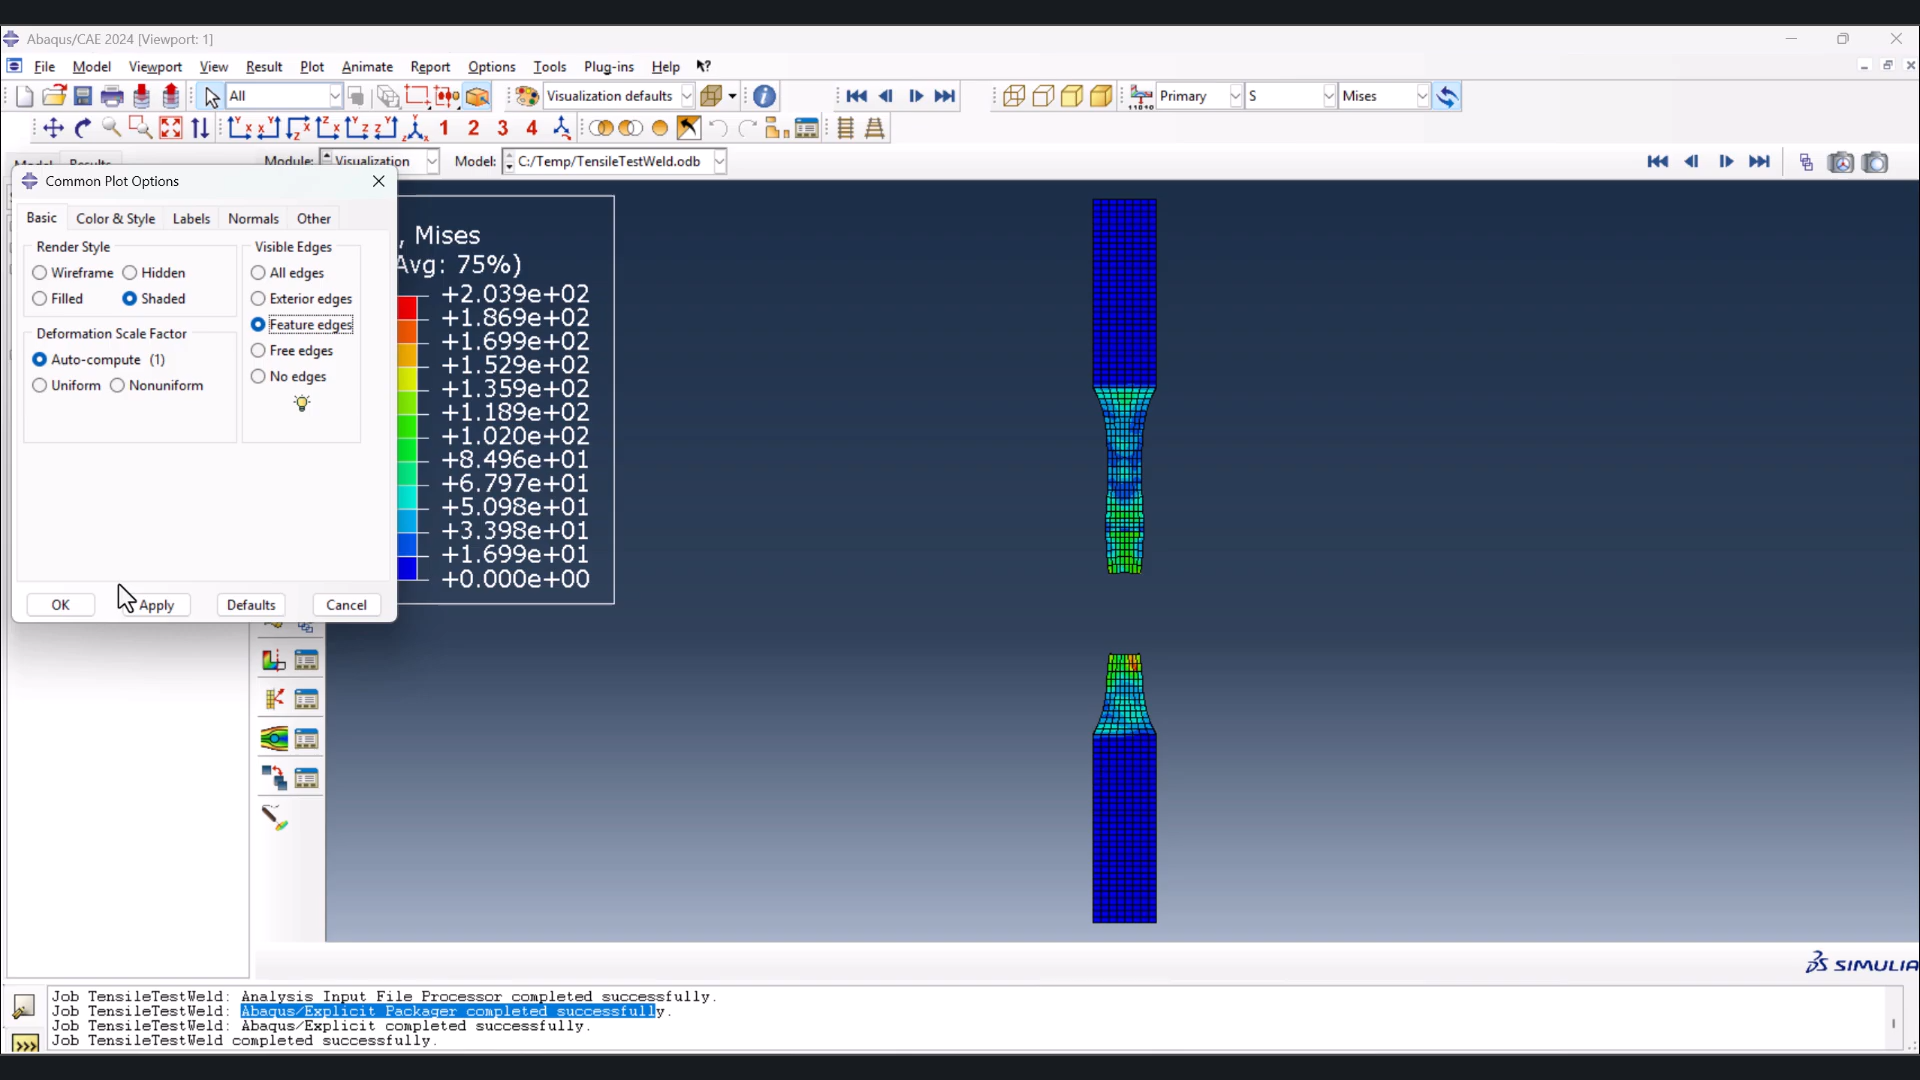 Abaqus/CAE 2024 [Viewport: 1]
File Model Viewport View Result Plot Animate Report Options Tools Plug-ins Help
All Visualization defaults Primary S Mises
1 2 3 4
Model Results Module: Visualization Model: C:/Temp/TensileTestWeld.odb
Common Plot Options
Basic Color & Style Labels Normals Other
Render Style Visible Edges
Wireframe Hidden All edges
Filled Shaded Exterior edges
Feature edges
Deformation Scale Factor
Auto-compute (1) Free edges
Uniform Nonuniform No edges
OK Apply Defaults Cancel
, Mises
Avg: 75%)
+2.039e+02
+1.869e+02
+1.699e+02
+1.529e+02
+1.359e+02
+1.189e+02
+1.020e+02
+8.496e+01
+6.797e+01
+5.098e+01
+3.398e+01
+1.699e+01
+0.000e+00
SIMULIA
Job TensileTestWeld: Analysis Input File Processor completed successfully.
Job TensileTestWeld: Abaqus/Explicit Packager completed successfully.
Job TensileTestWeld: Abaqus/Explicit completed successfully.
Job TensileTestWeld completed successfully.
>>>